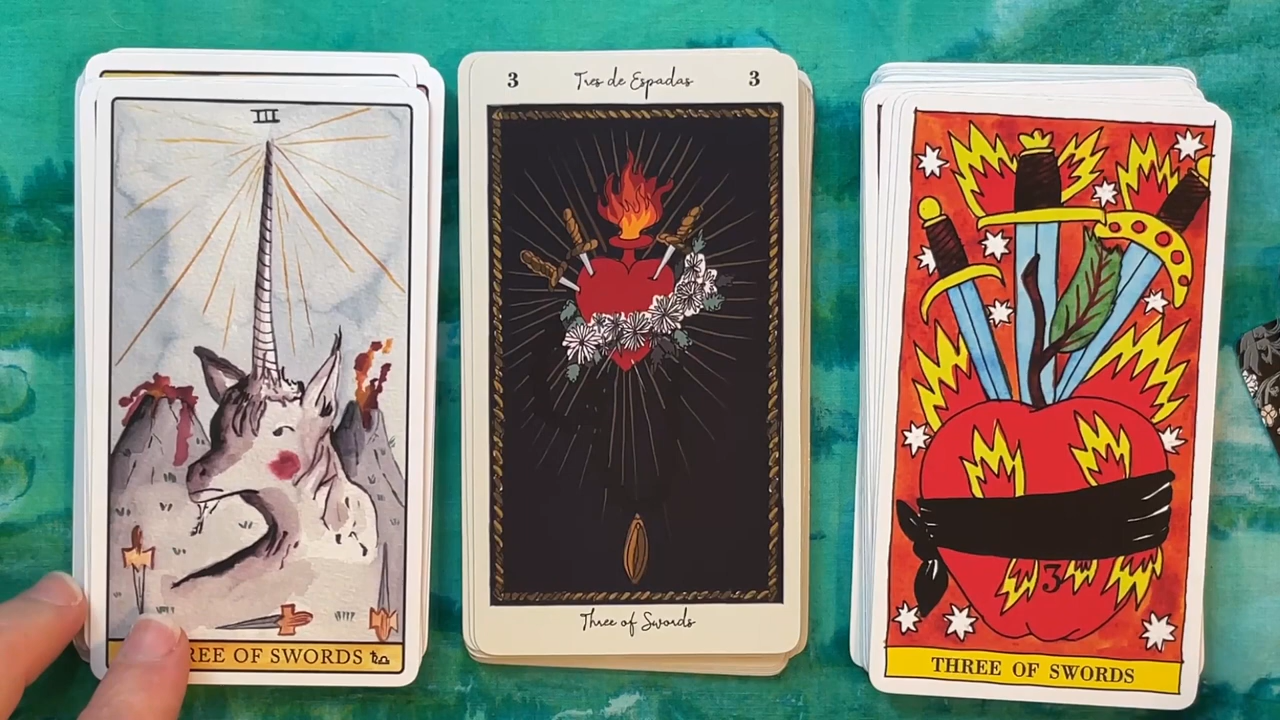 III
REE OF SWORDS
3 Tres de Espadas 3
Three of Swords
3
THREE OF SWORDS